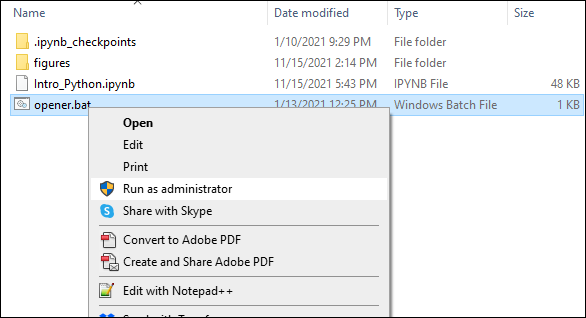 Name Date modified Type Size
.ipynb_checkpoints 1/10/2021 9:29 PM File folder
figures 11/15/2021 2:14 PM File folder
Intro_Python.ipynb 11/15/2021 5:43 PM IPYNB File 48 KB
opener.bat 1/13/2021 12:25 PM Windows Batch File 1 KB
Open
Edit
Print
Run as administrator
Share with Skype
Convert to Adobe PDF
Create and Share Adobe PDF
Edit with Notepad++